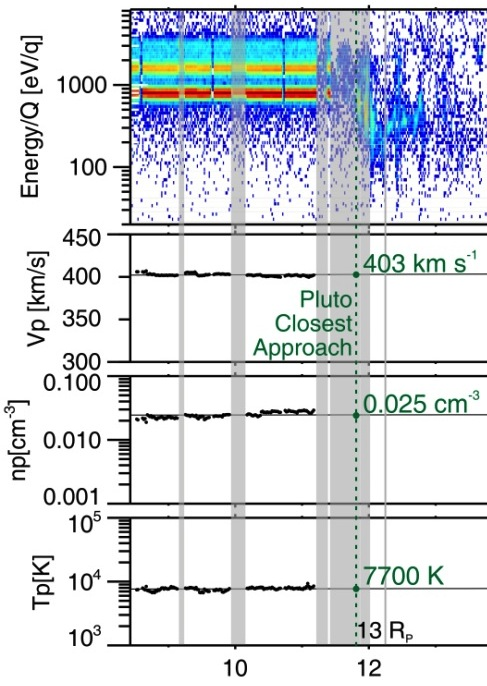 Energy/Q [eV/q]
1000
100
Vp [km/s]
450
400
350
300
403 km s⁻¹
Pluto
Closest
Approach
np[cm⁻³]
0.100
0.010
0.001
0.025 cm⁻³
Tp[K]
10⁵
10⁴
10³
7700 K
13 Rₚ
10 12